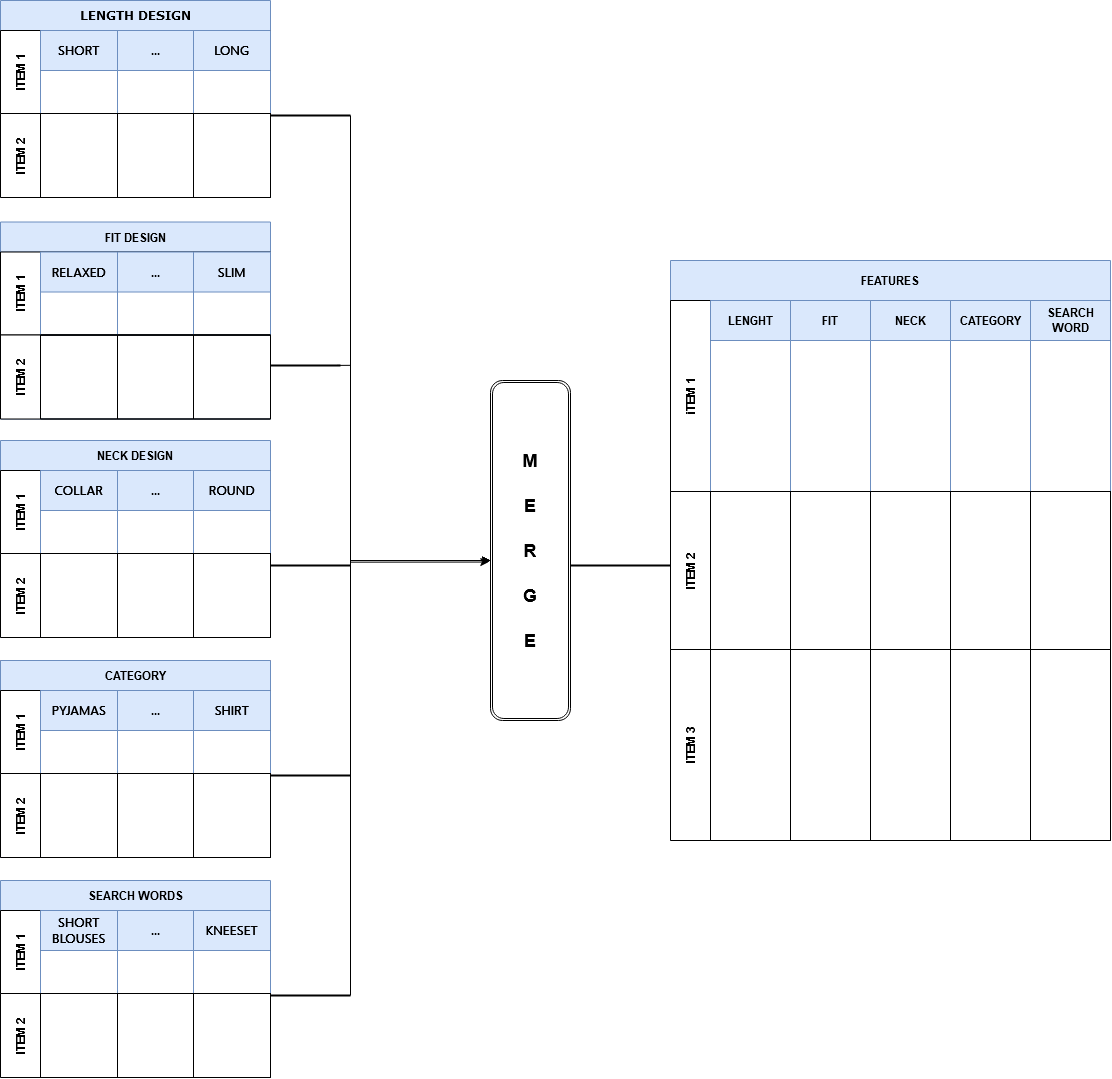 LENGTH DESIGN
SHORT ... LONG
ITEM 1
ITEM 2
FIT DESIGN
RELAXED ... SLIM
ITEM 1
ITEM 2
NECK DESIGN
COLLAR ... ROUND
ITEM 1
ITEM 2
CATEGORY
PYJAMAS ... SHIRT
ITEM 1
ITEM 2
SEARCH WORDS
SHORT
BLOUSES ... KNEESET
ITEM 1
ITEM 2
M
E
R
G
E
FEATURES
LENGHT FIT NECK CATEGORY SEARCH
WORD
iTEM 1
ITEM 2
ITEM 3